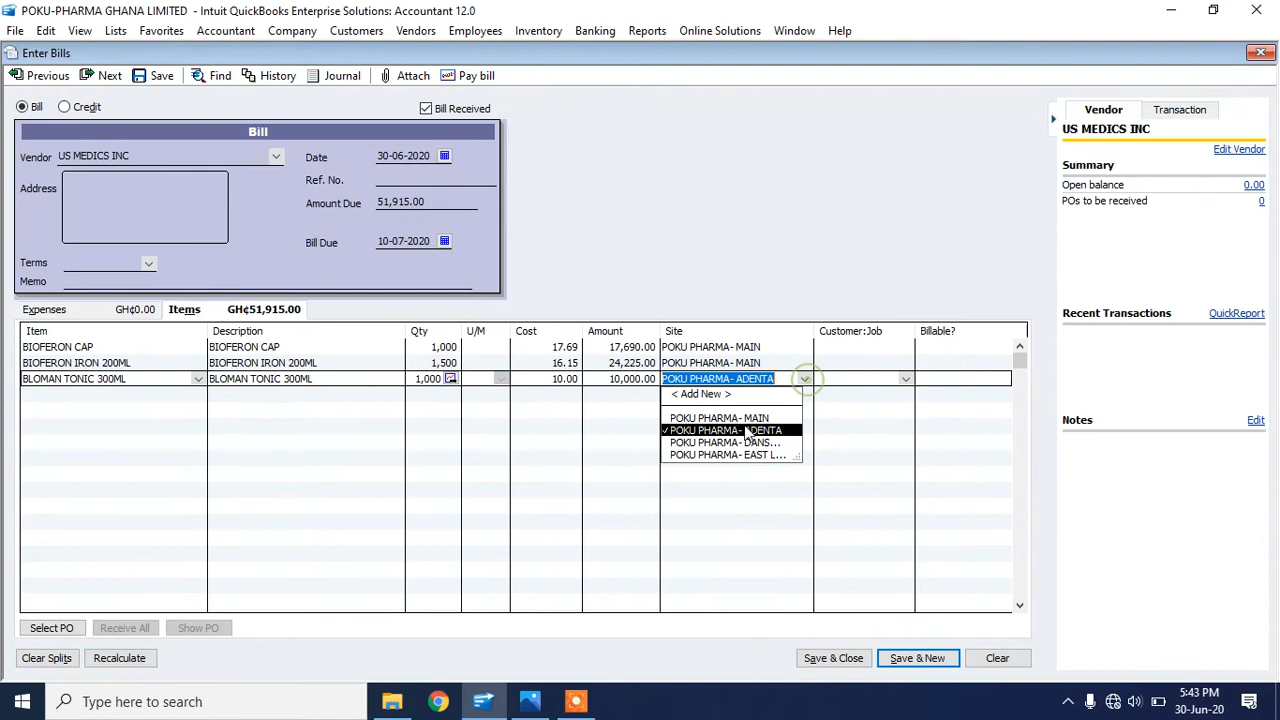 POKU-PHARMA GHANA LIMITED - Intuit QuickBooks Enterprise Solutions: Accountant 12.0
File Edit View Lists Favorites Accountant Company Customers Vendors Employees Inventory Banking Reports Online Solutions Window Help
Enter Bills
Previous Next Save Find History Journal Attach Pay bill
Bill Credit Bill Received
Bill
Vendor US MEDICS INC Date 30-06-2020
Ref. No.
Address
Amount Due 51,915.00
Bill Due 10-07-2020
Terms
Memo
Expenses GH¢0.00 Items GH¢51,915.00
Item Description Qty U/M Cost Amount Site Customer:Job Billable?
BIOFERON CAP BIOFERON CAP 1,000 17.69 17,690.00 POKU PHARMA- MAIN
BIOFERON IRON 200ML BIOFERON IRON 200ML 1,500 16.15 24,225.00 POKU PHARMA- MAIN
BLOMAN TONIC 300ML BLOMAN TONIC 300ML 1,000 10.00 10,000.00 POKU PHARMA- ADENTA
< Add New >
POKU PHARMA- MAIN
POKU PHARMA- ADENTA
POKU PHARMA- DANS...
POKU PHARMA- EAST L...
Select PO Receive All Show PO
Clear Splits Recalculate Save & Close Save & New Clear
Vendor Transaction
US MEDICS INC
Edit Vendor
Summary
Open balance 0.00
POs to be received 0
Recent Transactions QuickReport
Notes Edit
Type here to search
5:43 PM
30-Jun-20